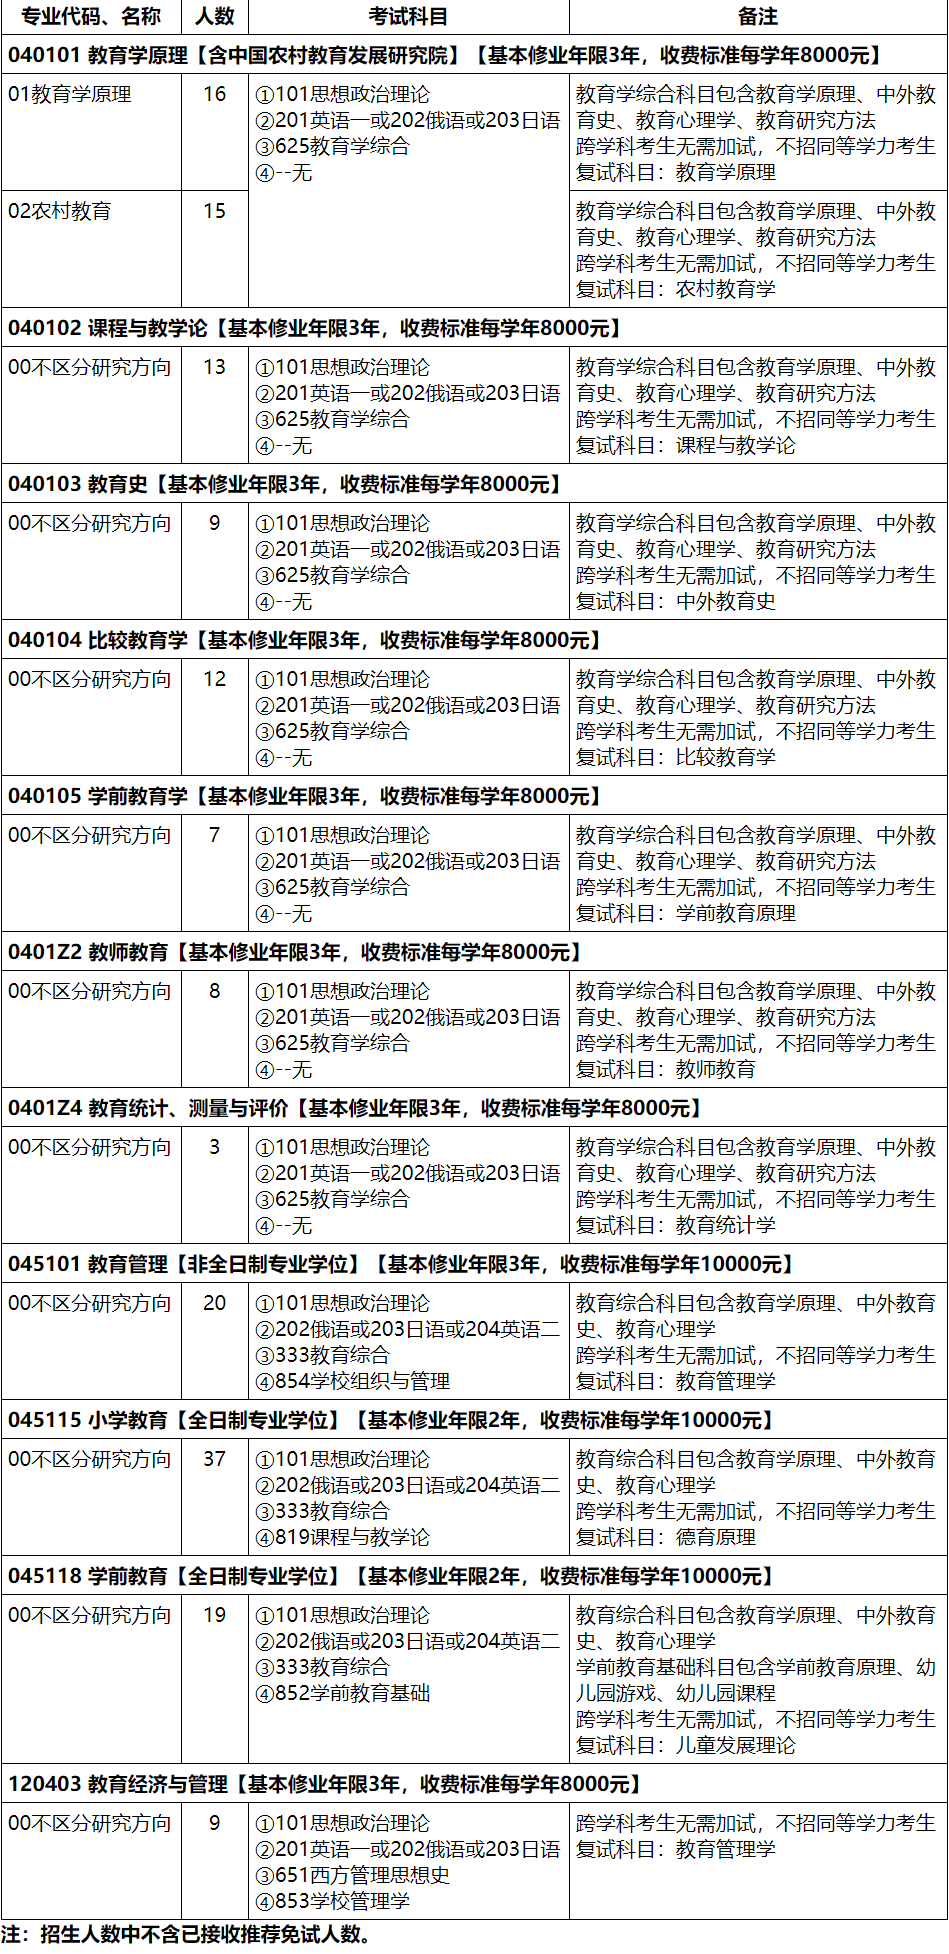 专业代码、名称 人数 考试科目 备注
040101 教育学原理【含中国农村教育发展研究院】【基本修业年限3年，收费标准每学年8000元】
01教育学原理 16 ①101思想政治理论 教育学综合科目包含教育学原理、中外教
②201英语一或202俄语或203日语 育史、教育心理学、教育研究方法
③625教育学综合 跨学科考生无需加试，不招同等学力考生
④--无 复试科目：教育学原理
02农村教育 15 教育学综合科目包含教育学原理、中外教
育史、教育心理学、教育研究方法
跨学科考生无需加试，不招同等学力考生
复试科目：农村教育学
040102 课程与教学论【基本修业年限3年，收费标准每学年8000元】
00不区分研究方向 13 ①101思想政治理论 教育学综合科目包含教育学原理、中外教
②201英语一或202俄语或203日语 育史、教育心理学、教育研究方法
③625教育学综合 跨学科考生无需加试，不招同等学力考生
④--无 复试科目：课程与教学论
040103 教育史【基本修业年限3年，收费标准每学年8000元】
00不区分研究方向 9 ①101思想政治理论 教育学综合科目包含教育学原理、中外教
②201英语一或202俄语或203日语 育史、教育心理学、教育研究方法
③625教育学综合 跨学科考生无需加试，不招同等学力考生
④--无 复试科目：中外教育史
040104 比较教育学【基本修业年限3年，收费标准每学年8000元】
00不区分研究方向 12 ①101思想政治理论 教育学综合科目包含教育学原理、中外教
②201英语一或202俄语或203日语 育史、教育心理学、教育研究方法
③625教育学综合 跨学科考生无需加试，不招同等学力考生
④--无 复试科目：比较教育学
040105 学前教育学【基本修业年限3年，收费标准每学年8000元】
00不区分研究方向 7 ①101思想政治理论 教育学综合科目包含教育学原理、中外教
②201英语一或202俄语或203日语 育史、教育心理学、教育研究方法
③625教育学综合 跨学科考生无需加试，不招同等学力考生
④--无 复试科目：学前教育原理
0401Z2 教师教育【基本修业年限3年，收费标准每学年8000元】
00不区分研究方向 8 ①101思想政治理论 教育学综合科目包含教育学原理、中外教
②201英语一或202俄语或203日语 育史、教育心理学、教育研究方法
③625教育学综合 跨学科考生无需加试，不招同等学力考生
④--无 复试科目：教师教育
0401Z4 教育统计、测量与评价【基本修业年限3年，收费标准每学年8000元】
00不区分研究方向 3 ①101思想政治理论 教育学综合科目包含教育学原理、中外教
②201英语一或202俄语或203日语 育史、教育心理学、教育研究方法
③625教育学综合 跨学科考生无需加试，不招同等学力考生
④--无 复试科目：教育统计学
045101 教育管理【非全日制专业学位】【基本修业年限3年，收费标准每学年10000元】
00不区分研究方向 20 ①101思想政治理论 教育综合科目包含教育学原理、中外教育
②202俄语或203日语或204英语二 史、教育心理学
③333教育综合 跨学科考生无需加试，不招同等学力考生
④854学校组织与管理 复试科目：教育管理学
045115 小学教育【全日制专业学位】【基本修业年限2年，收费标准每学年10000元】
00不区分研究方向 37 ①101思想政治理论 教育综合科目包含教育学原理、中外教育
②202俄语或203日语或204英语二 史、教育心理学
③333教育综合 跨学科考生无需加试，不招同等学力考生
④819课程与教学论 复试科目：德育原理
045118 学前教育【全日制专业学位】【基本修业年限2年，收费标准每学年10000元】
00不区分研究方向 19 ①101思想政治理论 教育综合科目包含教育学原理、中外教育
②202俄语或203日语或204英语二 史、教育心理学
③333教育综合 学前教育基础科目包含学前教育原理、幼
④852学前教育基础 儿园游戏、幼儿园课程
跨学科考生无需加试，不招同等学力考生
复试科目：儿童发展理论
120403 教育经济与管理【基本修业年限3年，收费标准每学年8000元】
00不区分研究方向 9 ①101思想政治理论 跨学科考生无需加试，不招同等学力考生
②201英语一或202俄语或203日语 复试科目：教育管理学
③651西方管理思想史
④853学校管理学
注：招生人数中不含已接收推荐免试人数。